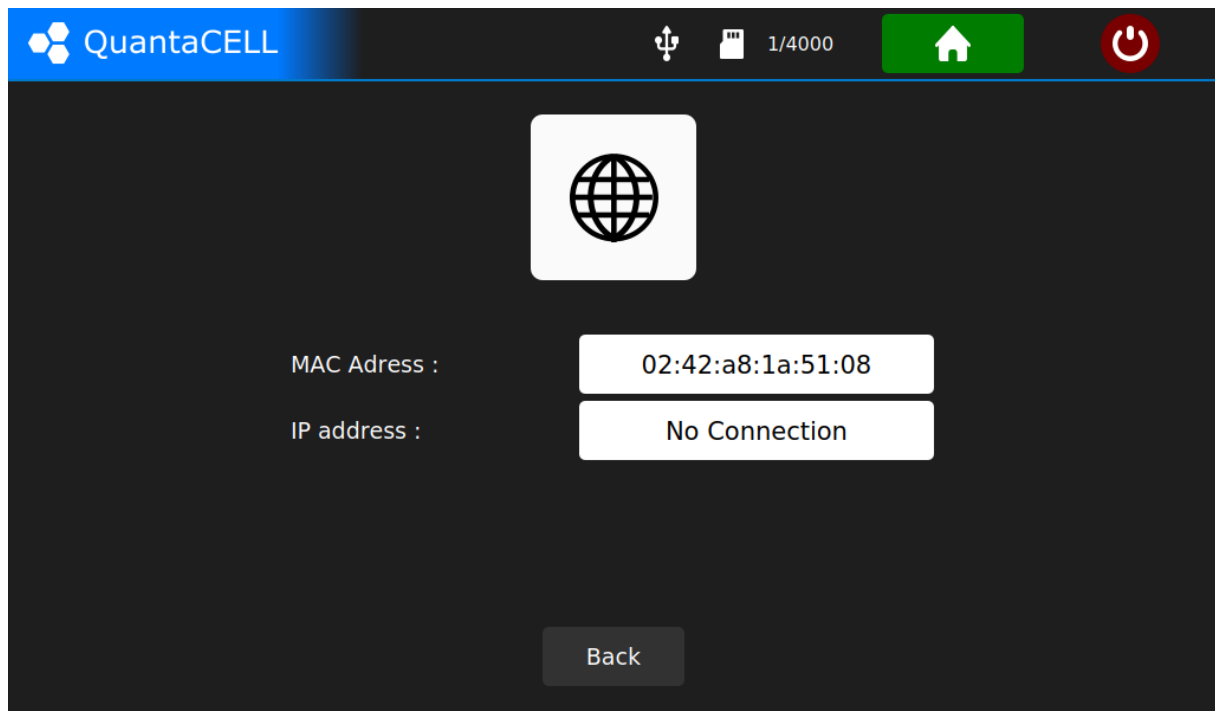 QuantaCELL
1/4000
MAC Adress :
02:42:a8:1a:51:08
IP address :
No Connection
Back